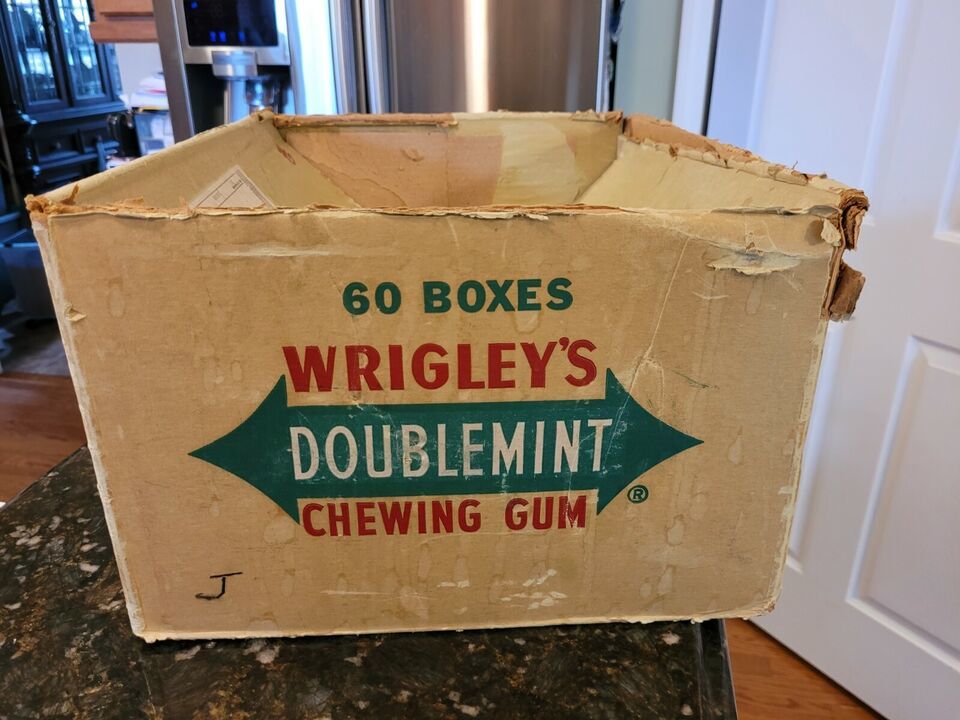 60 BOXES
WRIGLEY'S
DOUBLEMINT
CHEWING GUM
®
J